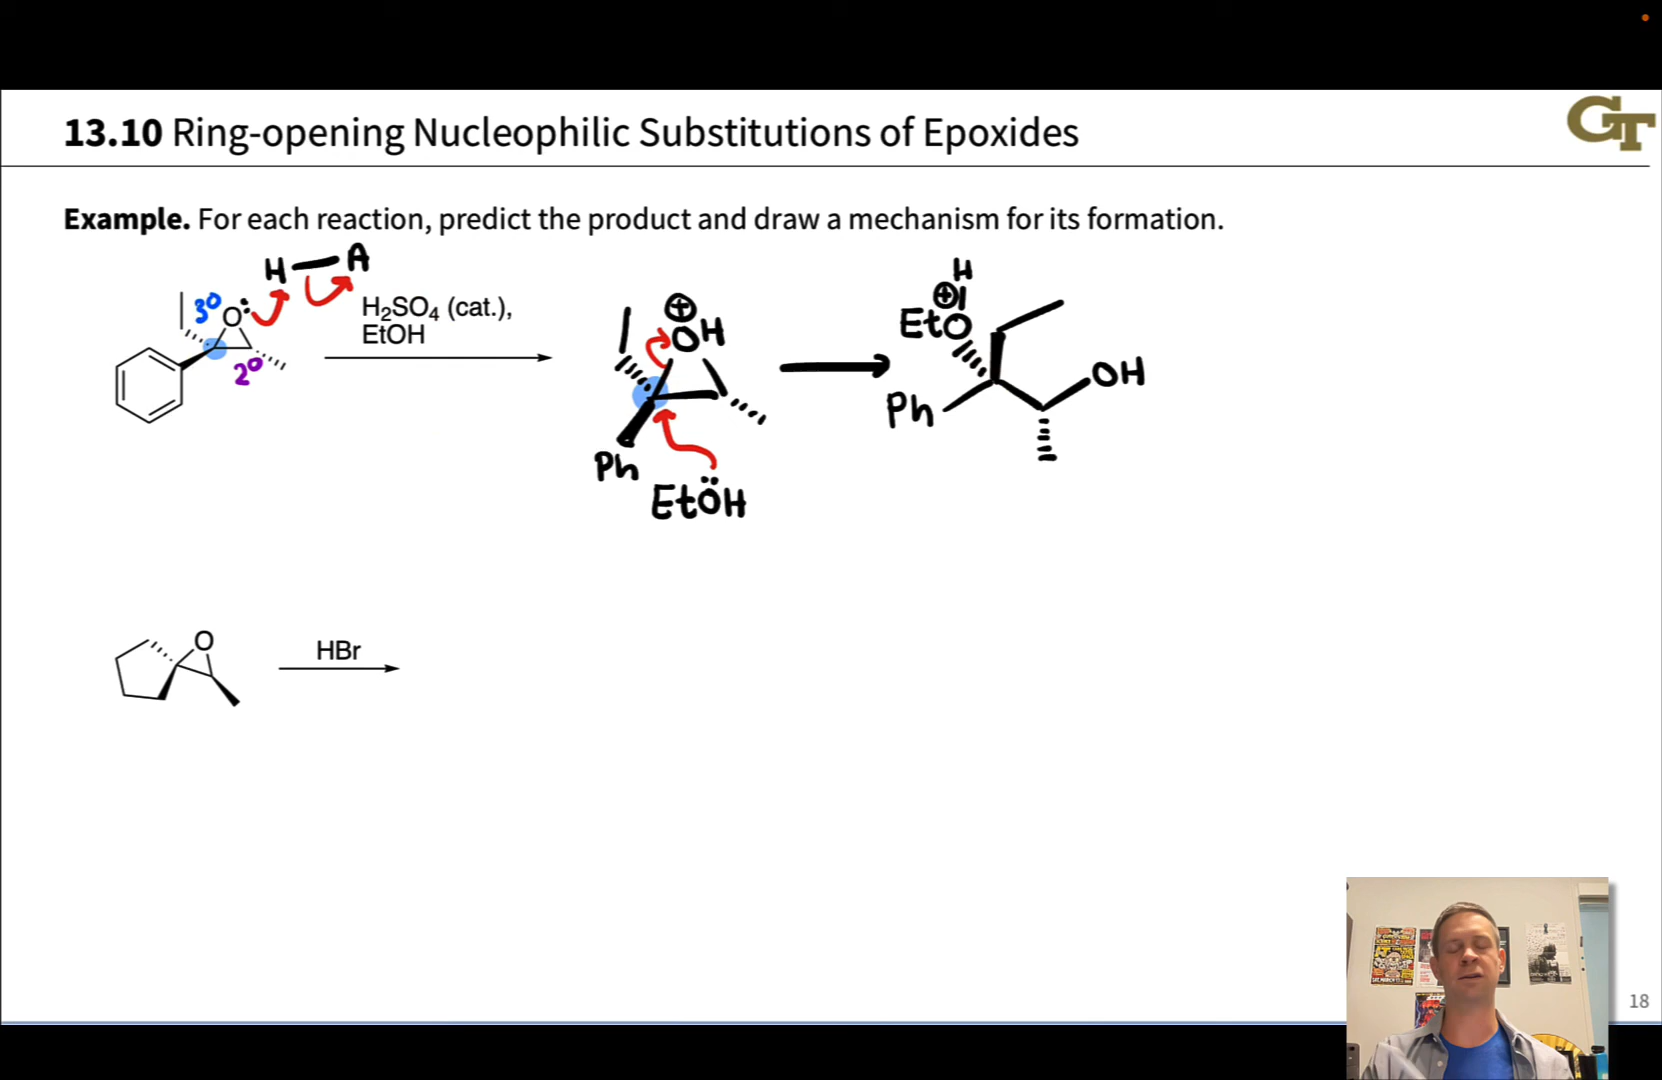 13.10 Ring-opening Nucleophilic Substitutions of Epoxides
GT
Example. For each reaction, predict the product and draw a mechanism for its formation.
H — A
3°
O:
2°
H₂SO₄ (cat.),
EtOH
⊕
OH
Ph
EtÖH
H
⊕
EtO
Ph
OH
O
HBr
18